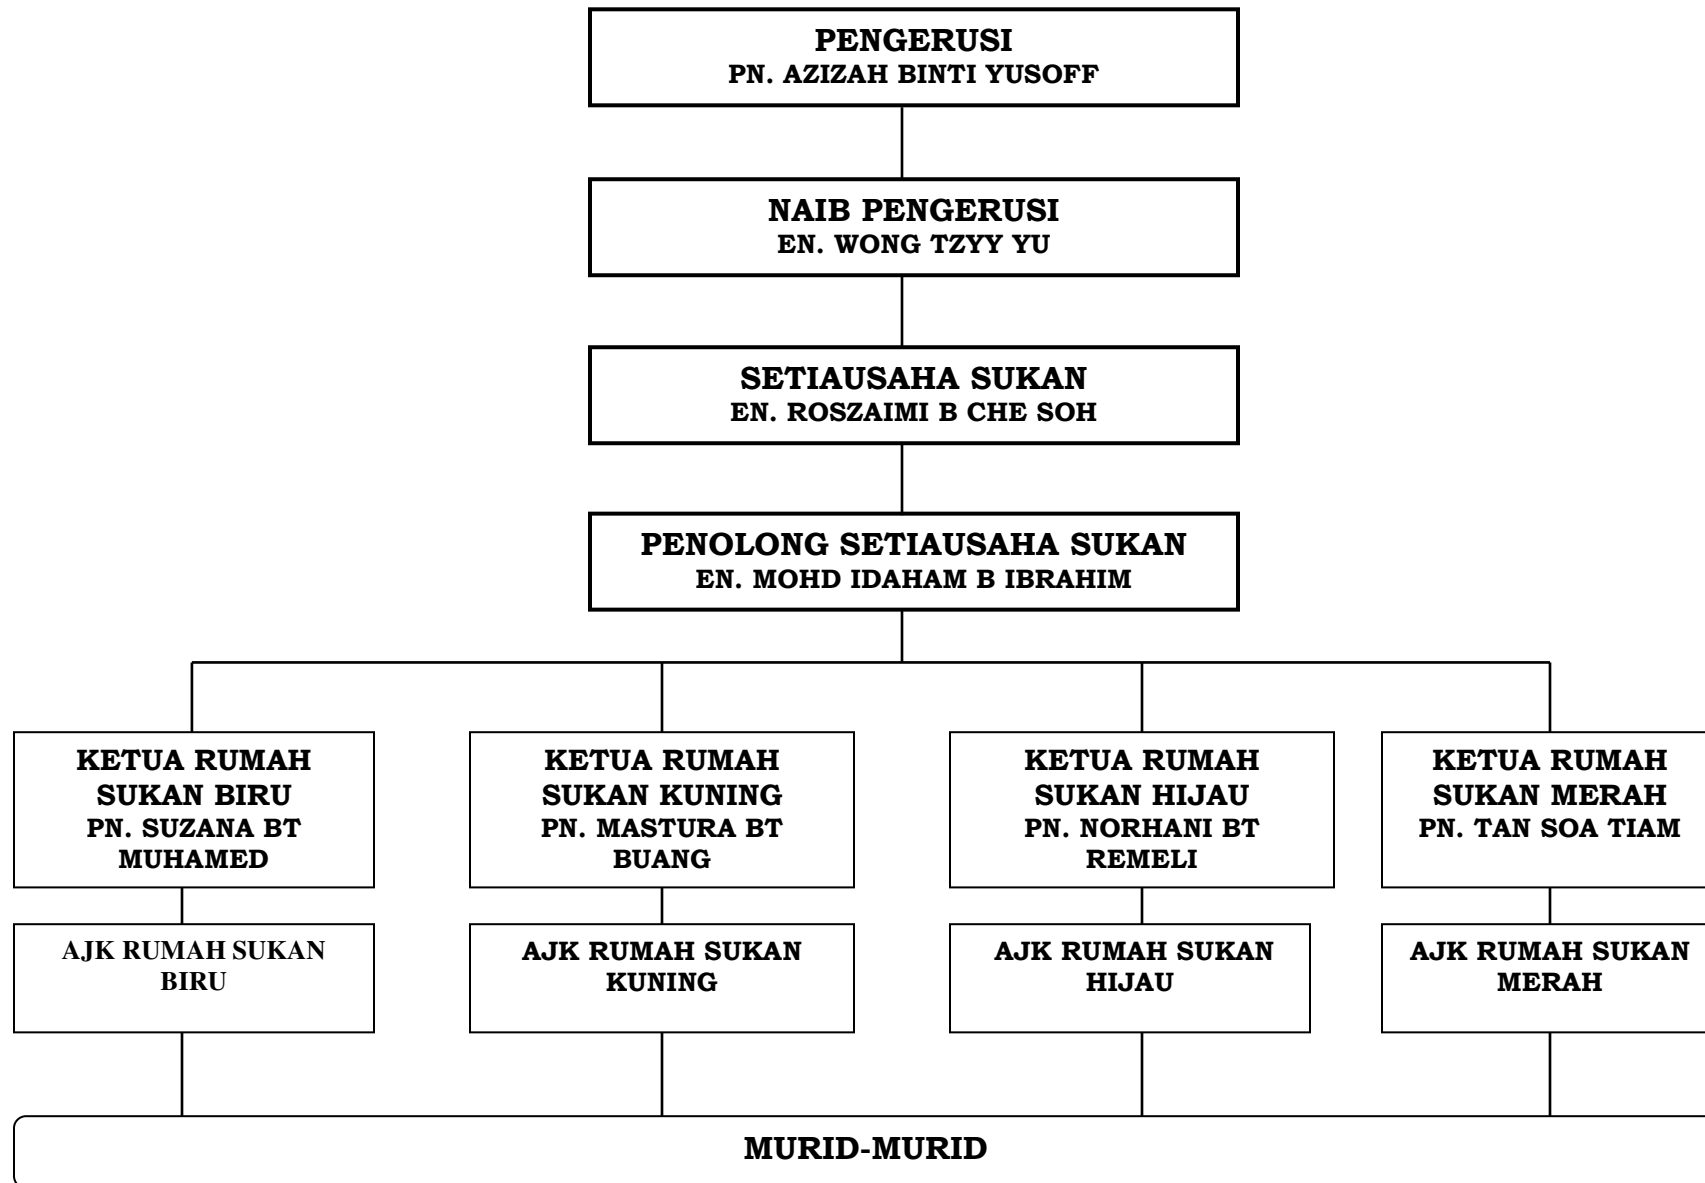 PENGERUSI
PN. AZIZAH BINTI YUSOFF
NAIB PENGERUSI
EN. WONG TZYY YU
SETIAUSAHA SUKAN
EN. ROSZAIMI B CHE SOH
PENOLONG SETIAUSAHA SUKAN
EN. MOHD IDAHAM B IBRAHIM
KETUA RUMAH
SUKAN BIRU
PN. SUZANA BT
MUHAMED
KETUA RUMAH
SUKAN KUNING
PN. MASTURA BT
BUANG
KETUA RUMAH
SUKAN HIJAU
PN. NORHANI BT
REMELI
KETUA RUMAH
SUKAN MERAH
PN. TAN SOA TIAM
AJK RUMAH SUKAN
BIRU
AJK RUMAH SUKAN
KUNING
AJK RUMAH SUKAN
HIJAU
AJK RUMAH SUKAN
MERAH
MURID-MURID